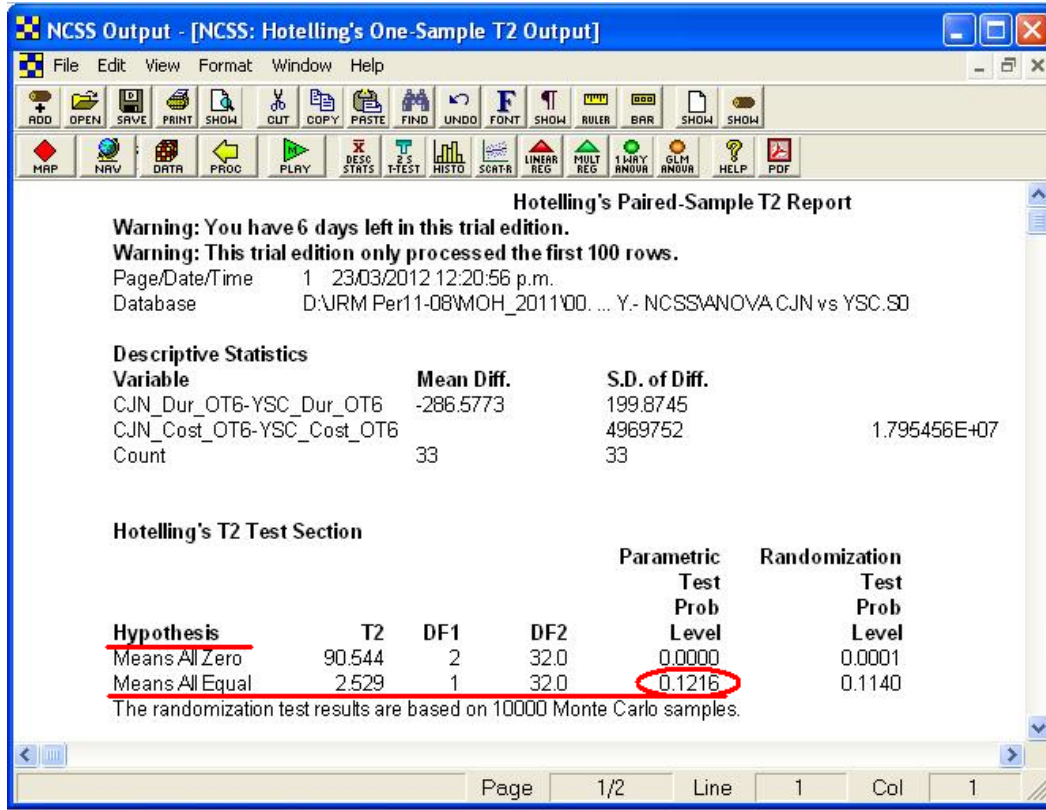 NCSS Output - [NCSS: Hotelling's One-Sample T2 Output]
File Edit View Format Window Help
ADD OPEN SAVE PRINT SHOW CUT COPY PASTE FIND UNDO FONT SHOW RULER BAR SHOW SHOW
MAP NAV DATA PROC PLAY DESC STATS 2 S T-TEST HISTO SCAT-R LINEAR REG MULT REG 1 WAY ANOVA GLM ANOVA HELP PDF
Hotelling's Paired-Sample T2 Report
Warning: You have 6 days left in this trial edition.
Warning: This trial edition only processed the first 100 rows.
Page/Date/Time 1 23/03/2012 12:20:56 p.m.
Database D:\JRM Per11-08\MOH_2011\00. ... Y.- NCSS\ANOVA CJN vs YSC.S0
Descriptive Statistics
Variable Mean Diff. S.D. of Diff.
CJN_Dur_OT6-YSC_Dur_OT6 -286.5773 199.8745
CJN_Cost_OT6-YSC_Cost_OT6 4969752 1.795456E+07
Count 33 33
Hotelling's T2 Test Section
Parametric Randomization
Test Test
Prob Prob
Hypothesis T2 DF1 DF2 Level Level
Means All Zero 90.544 2 32.0 0.0000 0.0001
Means All Equal 2.529 1 32.0 0.1216 0.1140
The randomization test results are based on 10000 Monte Carlo samples.
Page 1/2 Line 1 Col 1